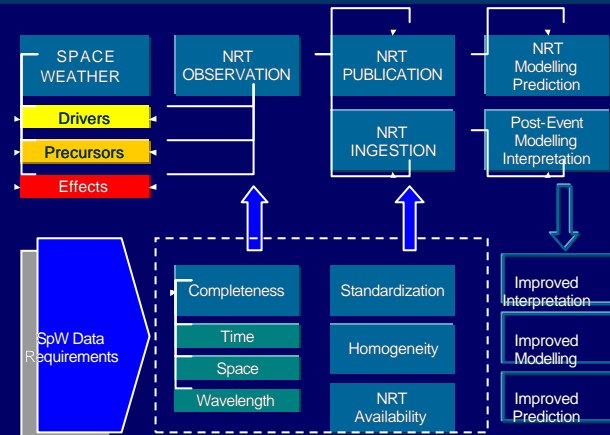 SPACE
WEATHER
Drivers
Precursors
Effects
NRT
OBSERVATION
NRT
PUBLICATION
NRT
INGESTION
NRT
Modelling
Prediction
Post-Event
Modelling
Interpretation
SpW Data
Requirements
Completeness
Time
Space
Wavelength
Standardization
Homogeneity
NRT
Availability
Improved
Interpretation
Improved
Modelling
Improved
Prediction